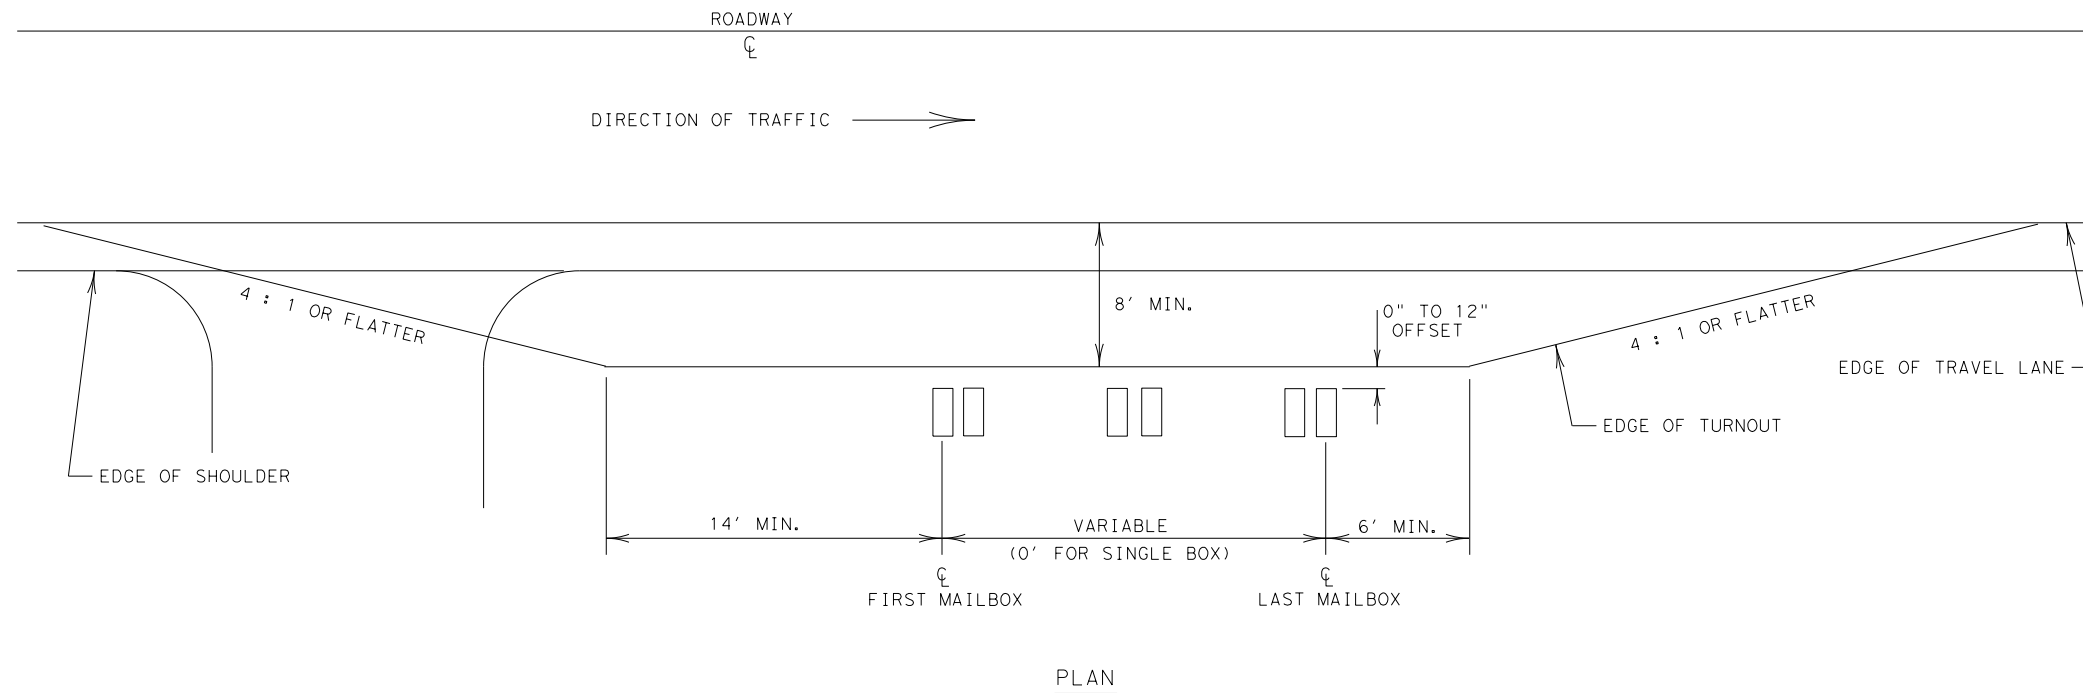 ROADWAY
℄
DIRECTION OF TRAFFIC
4 : 1 OR FLATTER
8' MIN.
0" TO 12"
OFFSET
4 : 1 OR FLATTER
EDGE OF TRAVEL LANE
EDGE OF TURNOUT
EDGE OF SHOULDER
14' MIN.
VARIABLE
(0' FOR SINGLE BOX)
6' MIN.
℄
FIRST MAILBOX
℄
LAST MAILBOX
PLAN